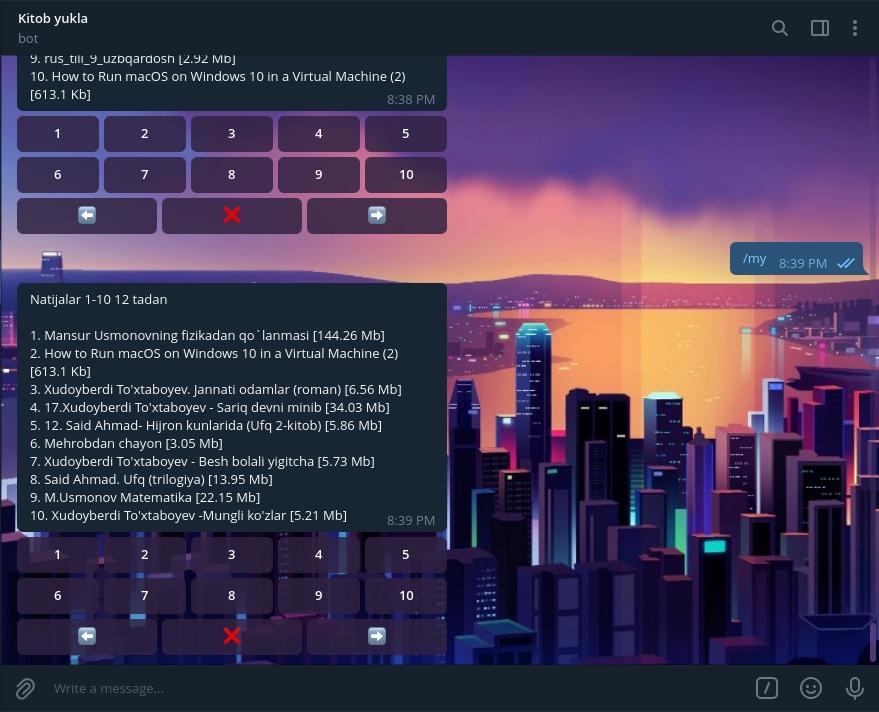 Kitob yukla
bot
9. rus_tili_9_uzbqardosh [2.92 Mb]
10. How to Run macOS on Windows 10 in a Virtual Machine (2)
[613.1 Kb]
8:38 PM
1 2 3 4 5
6 7 8 9 10
/my 8:39 PM
Natijalar 1-10 12 tadan
1. Mansur Usmonovning fizikadan qo`lanmasi [144.26 Mb]
2. How to Run macOS on Windows 10 in a Virtual Machine (2)
[613.1 Kb]
3. Xudoyberdi To'xtaboyev. Jannati odamlar (roman) [6.56 Mb]
4. 17.Xudoyberdi To'xtaboyev - Sariq devni minib [34.03 Mb]
5. 12. Said Ahmad- Hijron kunlarida (Ufq 2-kitob) [5.86 Mb]
6. Mehrobdan chayon [3.05 Mb]
7. Xudoyberdi To'xtaboyev - Besh bolali yigitcha [5.73 Mb]
8. Said Ahmad. Ufq (trilogiya) [13.95 Mb]
9. M.Usmonov Matematika [22.15 Mb]
10. Xudoyberdi To'xtaboyev -Mungli ko'zlar [5.21 Mb]
8:39 PM
1 2 3 4 5
6 7 8 9 10
Write a message...